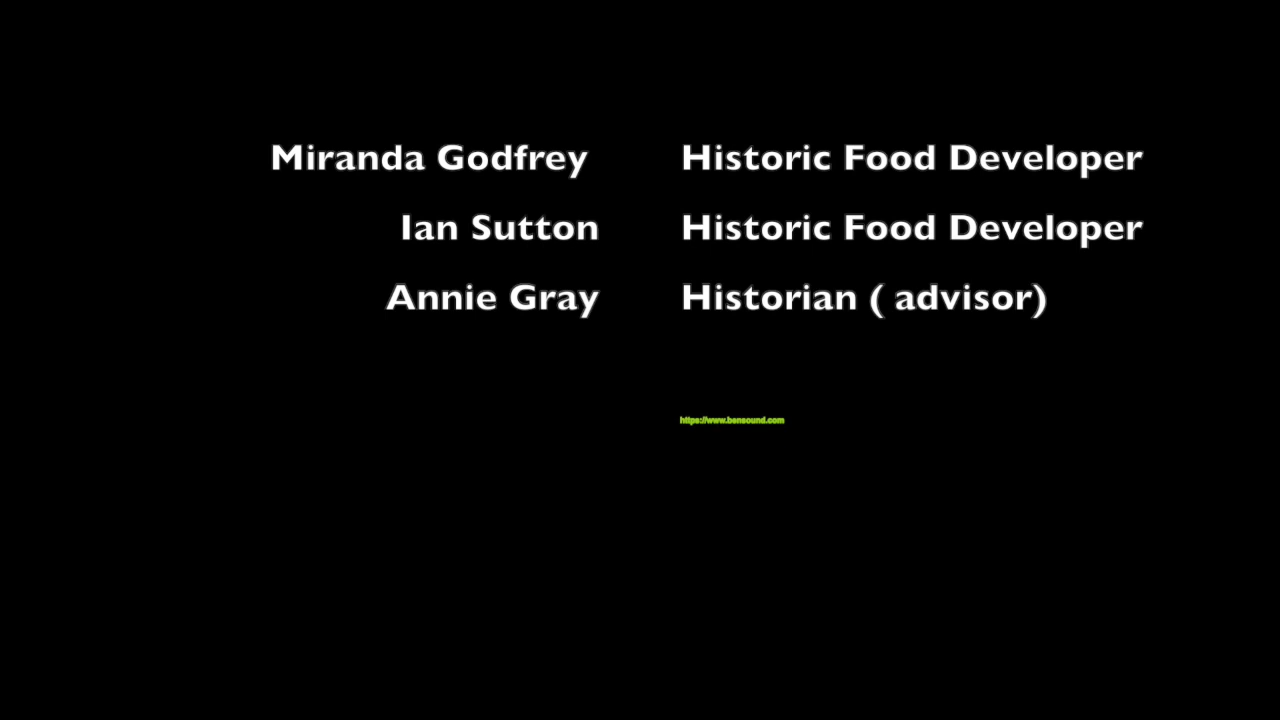 Miranda Godfrey Historic Food Developer
Ian Sutton Historic Food Developer
Annie Gray Historian ( advisor)
https://www.bensound.com